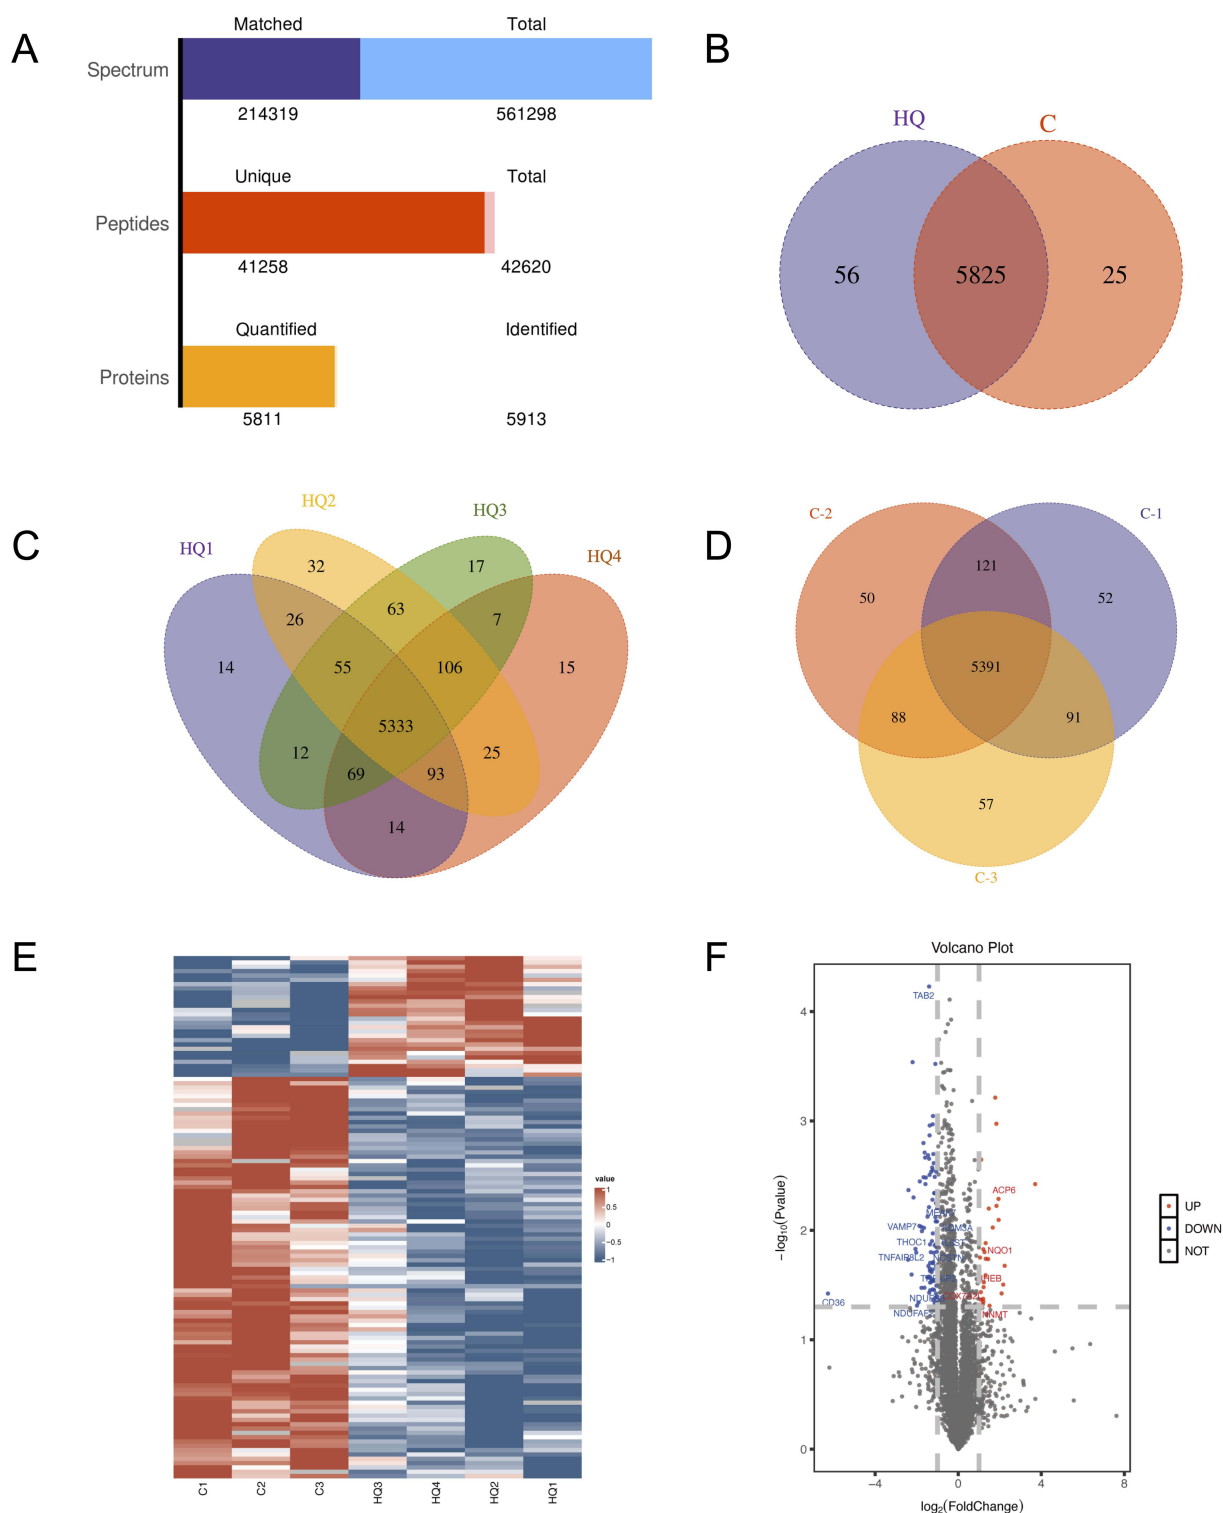 A
Matched Total
Spectrum
214319 561298
Unique Total
Peptides
41258 42620
Quantified Identified
Proteins
5811 5913
B
HQ C
56 5825 25
C
HQ1 HQ2 HQ3 HQ4
32 17
26 63 7
14 55 106 15
5333
12 69 93 25
14
D
C-2 C-1
121
50 52
5391
88 91
57
C-3
E
value
1
0.5
0
−0.5
−1
C1 C2 C3 HQ3 HQ4 HQ2 HQ1
F
Volcano Plot
−log10(Pvalue)
4
3
2
1
0
TAB2
ACP6
VAMP7
THOC1
NQO1
TNFAIP8L2
HEB
CD36
NNMT
−4 0 4 8
log2(FoldChange)
UP
DOWN
NOT